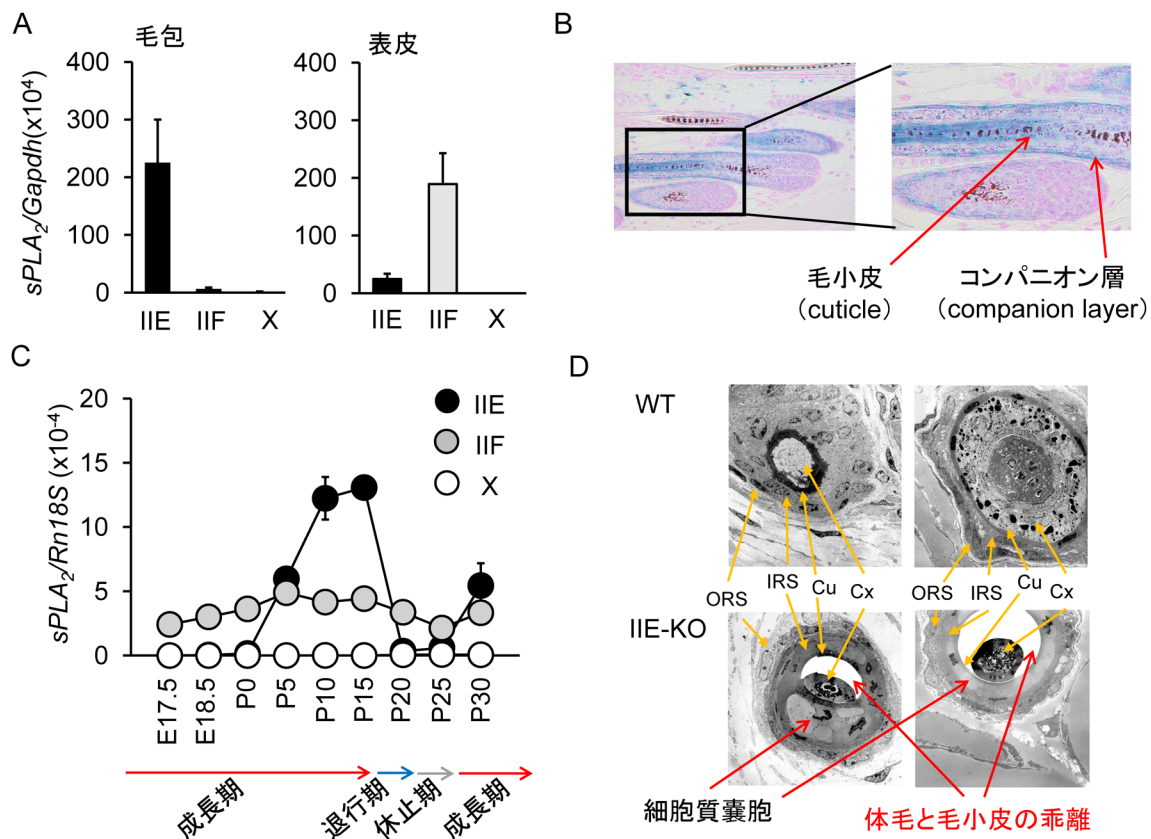 A
毛包
表皮
sPLA₂/Gapdh(x10⁴)
400
300
200
100
0
IIE
IIF
X
400
300
200
100
0
IIE
IIF
X
B
毛小皮
（cuticle）
コンパニオン層
（companion layer）
C
sPLA₂/Rn18S (x10⁻⁴)
20
15
10
5
0
IIE
IIF
X
E17.5
E18.5
P0
P5
P10
P15
P20
P25
P30
成長期
退行期
休止期
成長期
D
WT
ORS
IRS
Cu
Cx
ORS
IRS
Cu
Cx
IIE-KO
細胞質嚢胞
体毛と毛小皮の乖離